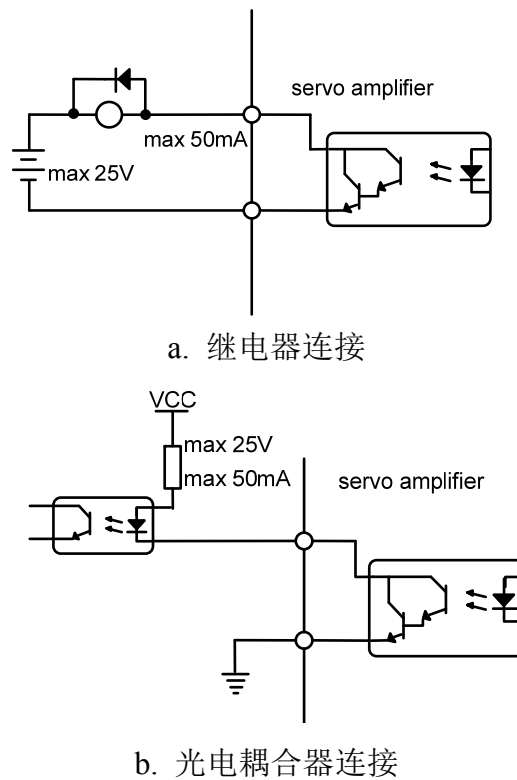 servo amplifier
max 50mA
max 25V
a. 继电器连接
VCC
max 25V
max 50mA
servo amplifier
b. 光电耦合器连接